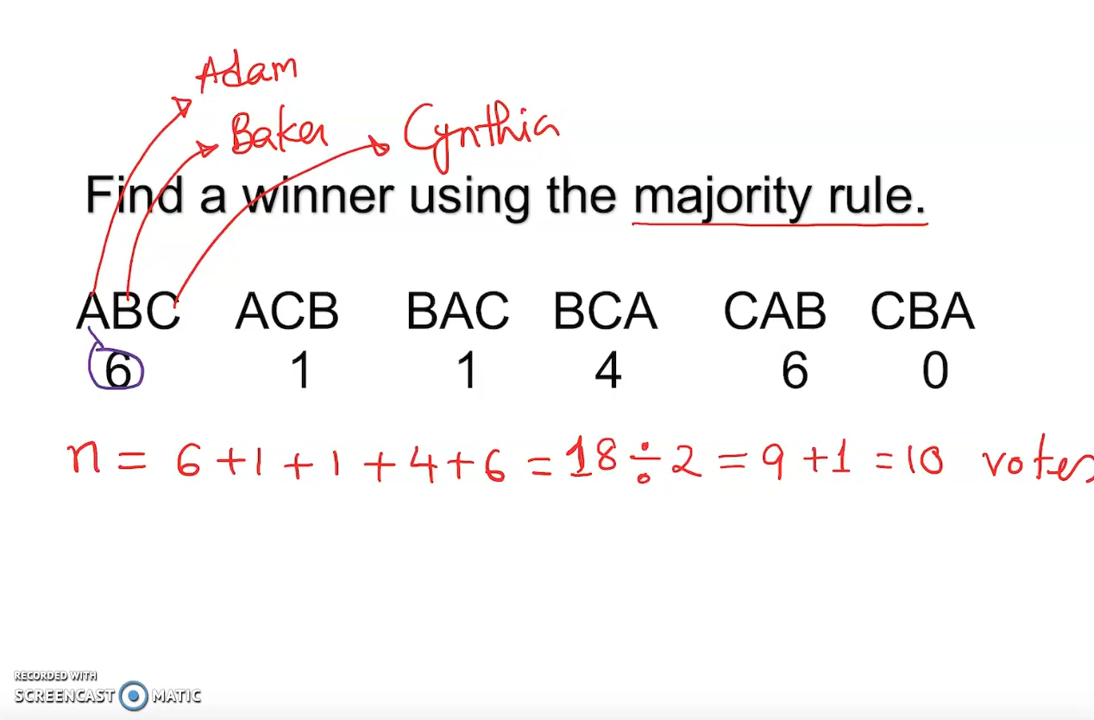 Adam
Baker Cynthia
Find a winner using the majority rule.
ABC ACB BAC BCA CAB CBA
6 1 1 4 6 0
n = 6 +1 + 1 + 4 + 6 = 18 ÷ 2 = 9 +1 = 10 votes
RECORDED WITH
SCREENCAST MATIC